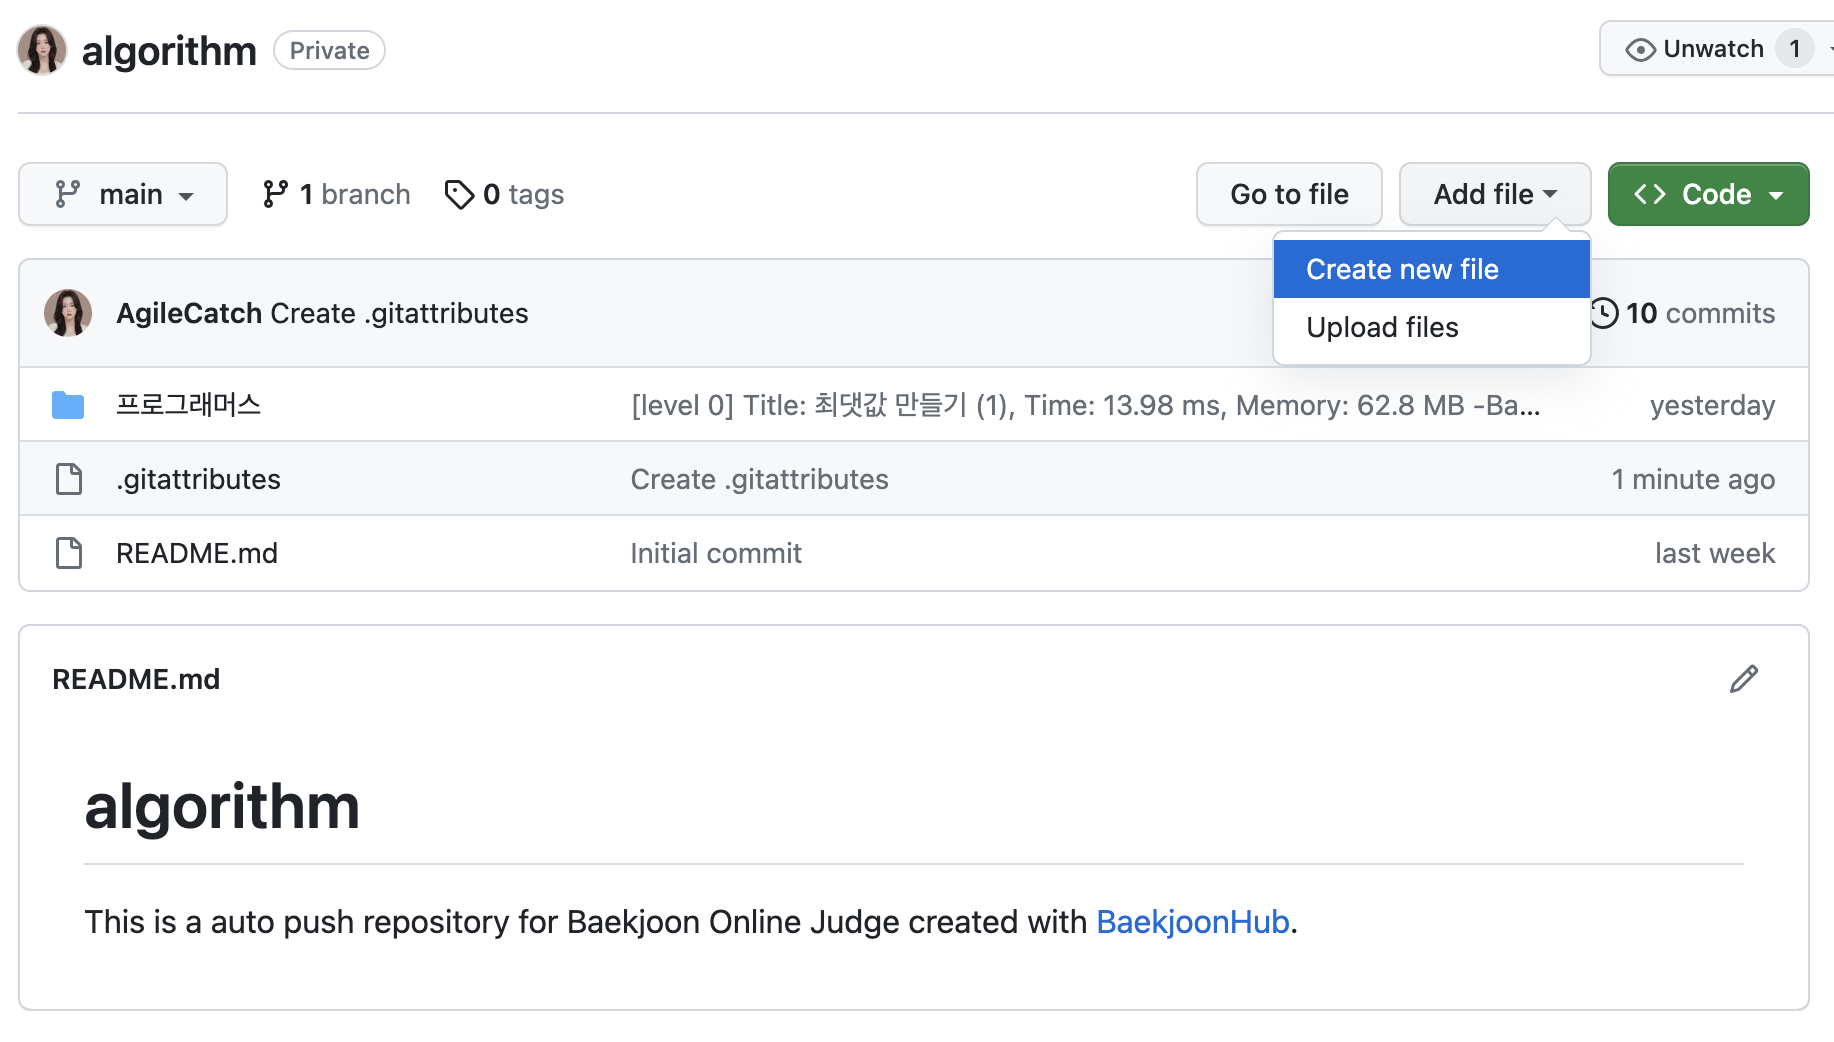 algorithm Private Unwatch 1
main 1 branch 0 tags Go to file Add file Code
Create new file
Upload files
AgileCatch Create .gitattributes 10 commits
프로그래머스 [level 0] Title: 최댓값 만들기 (1), Time: 13.98 ms, Memory: 62.8 MB -Ba... yesterday
.gitattributes Create .gitattributes 1 minute ago
README.md Initial commit last week
README.md
algorithm
This is a auto push repository for Baekjoon Online Judge created with BaekjoonHub.